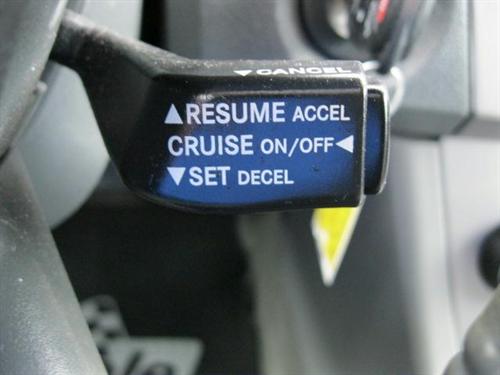 ▼CANCEL
▲RESUME ACCEL
CRUISE ON/OFF◄
▼SET DECEL